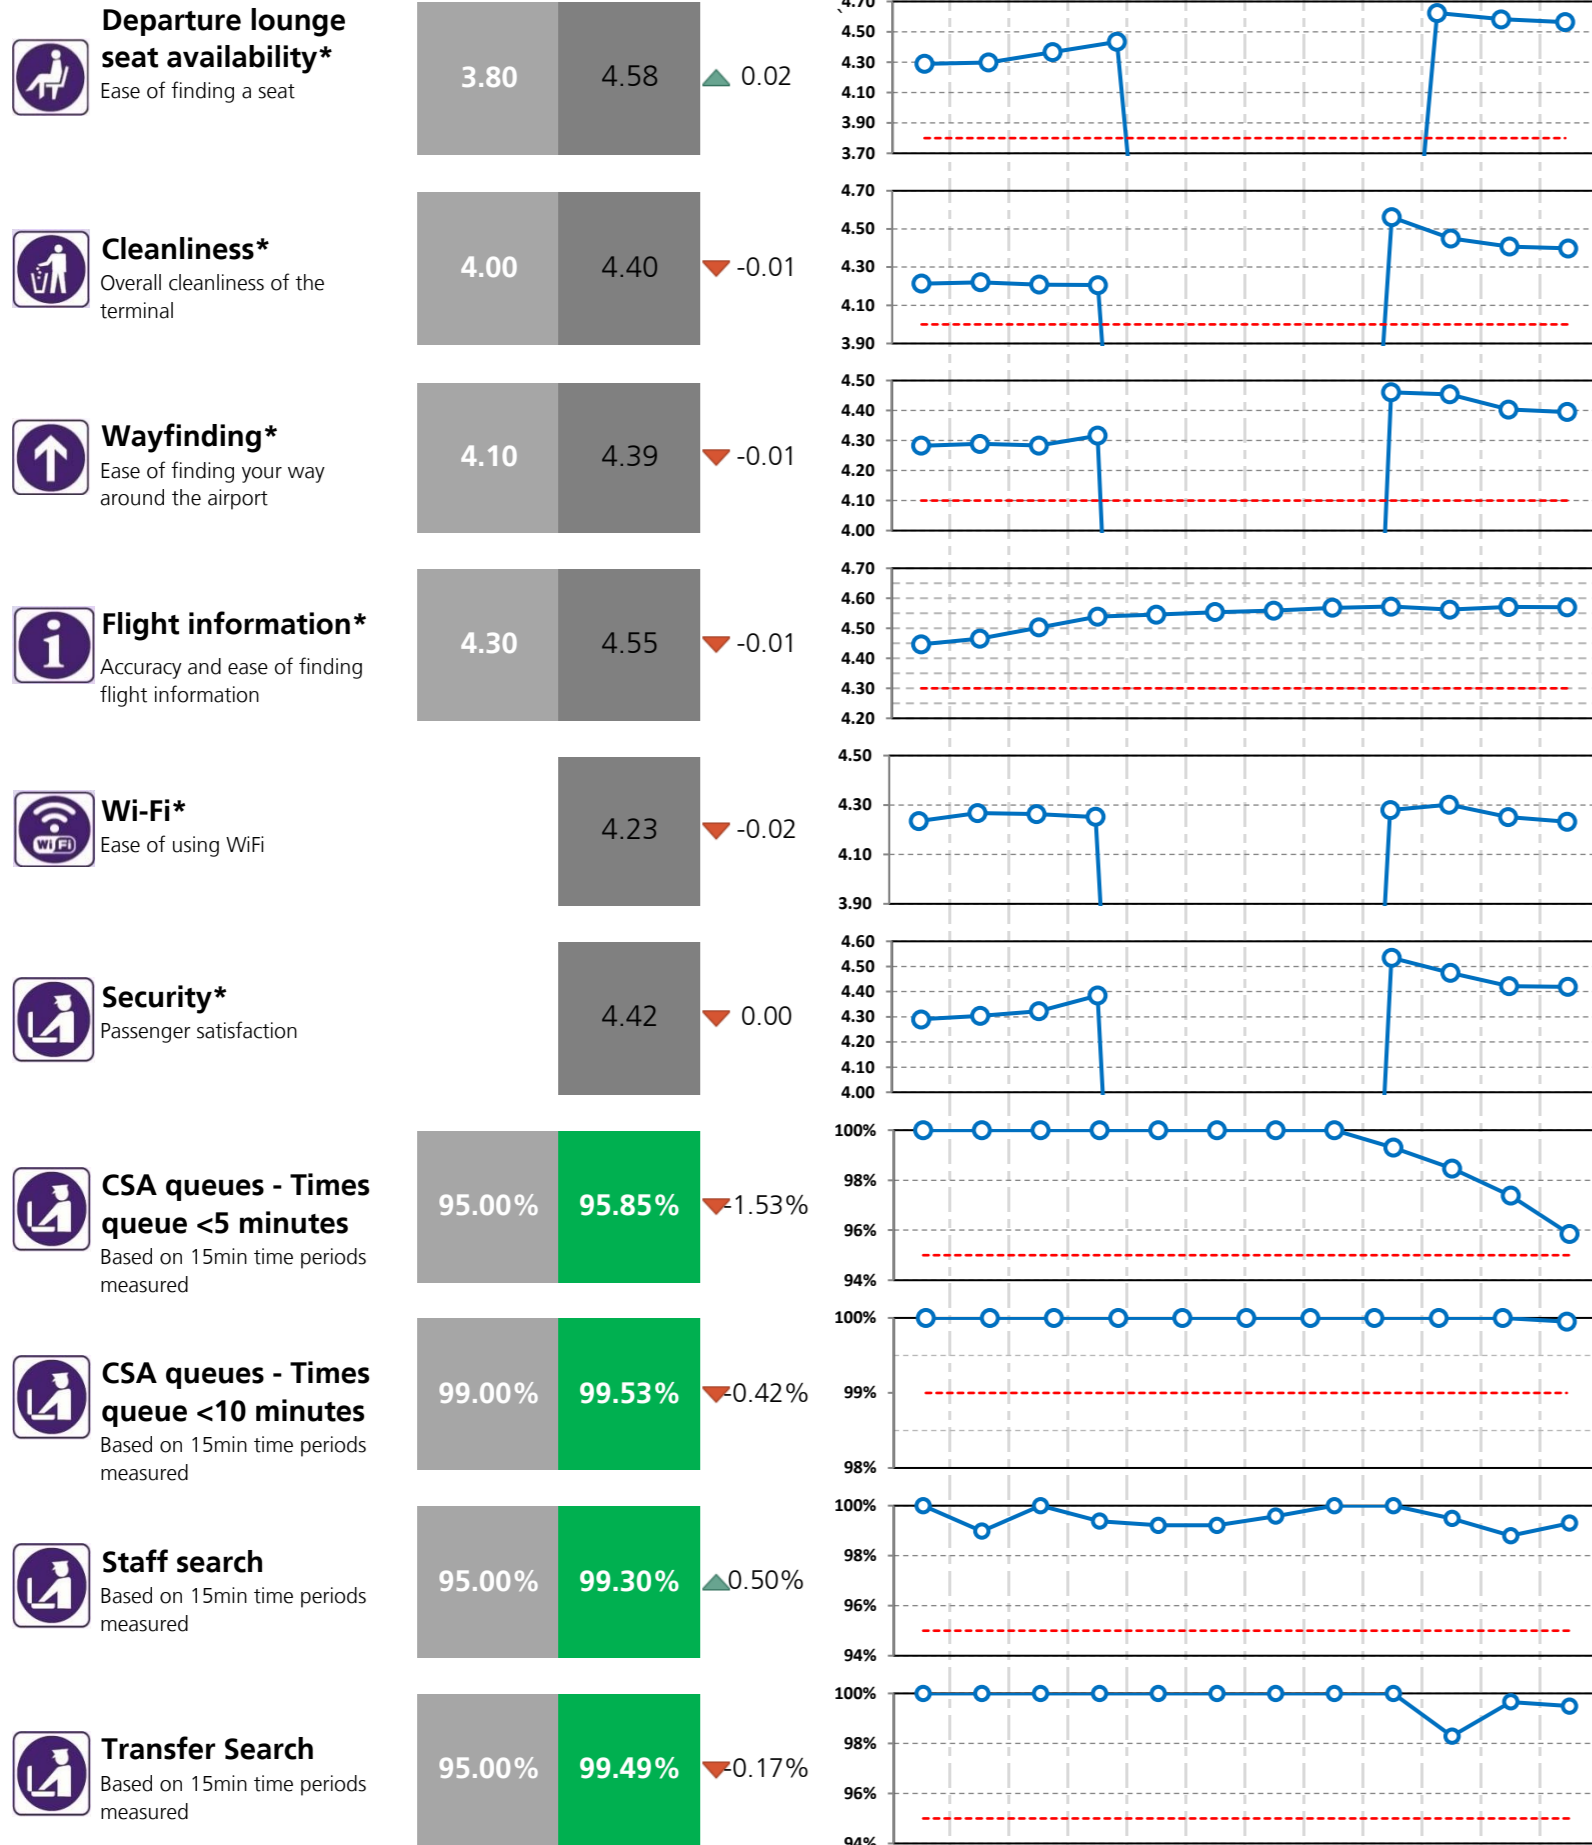 Departure lounge
seat availability*
Ease of finding a seat
3.80
4.58
0.02
`
4.70
4.50
4.30
4.10
3.90
3.70
Cleanliness*
Overall cleanliness of the
terminal
4.00
4.40
-0.01
4.70
4.50
4.30
4.10
3.90
Wayfinding*
Ease of finding your way
around the airport
4.10
4.39
-0.01
4.50
4.40
4.30
4.20
4.10
4.00
Flight information*
Accuracy and ease of finding
flight information
4.30
4.55
-0.01
4.70
4.60
4.50
4.40
4.30
4.20
Wi Fi
Wi-Fi*
Ease of using WiFi
4.23
-0.02
4.50
4.30
4.10
3.90
Security*
Passenger satisfaction
4.42
0.00
4.60
4.50
4.40
4.30
4.20
4.10
4.00
CSA queues - Times
queue <5 minutes
Based on 15min time periods
measured
95.00%
95.85%
-1.53%
100%
98%
96%
94%
CSA queues - Times
queue <10 minutes
Based on 15min time periods
measured
99.00%
99.53%
-0.42%
100%
99%
98%
Staff search
Based on 15min time periods
measured
95.00%
99.30%
0.50%
100%
98%
96%
94%
Transfer Search
Based on 15min time periods
measured
95.00%
99.49%
-0.17%
100%
98%
96%
94%